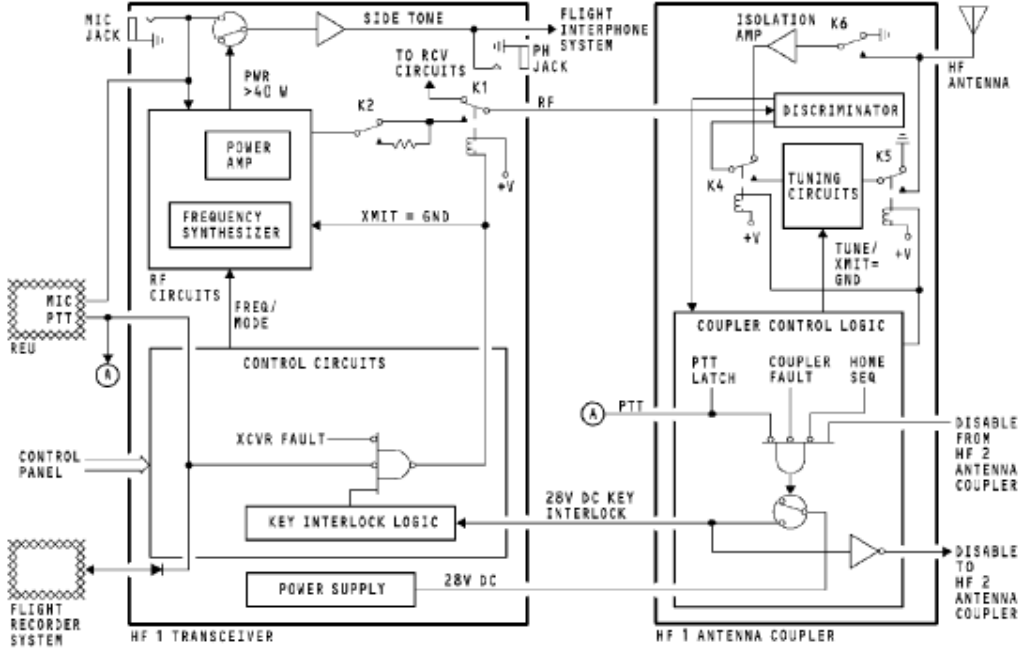 MIC
JACK
SIDE TONE
FLIGHT
INTERPHONE
SYSTEM
PH
JACK
TO RCV
CIRCUITS
PWR
>40 W
K2
K1
RF
+V
POWER
AMP
FREQUENCY
SYNTHESIZER
XMIT = GND
RF
CIRCUITS
FREQ/
MODE
MIC
PTT
REU
A
CONTROL CIRCUITS
XCVR FAULT
CONTROL
PANEL
KEY INTERLOCK LOGIC
28V DC KEY
INTERLOCK
POWER SUPPLY
28V DC
FLIGHT
RECORDER
SYSTEM
HF 1 TRANSCEIVER
ISOLATION
AMP
K6
HF
ANTENNA
DISCRIMINATOR
K4
+V
TUNING
CIRCUITS
K5
+V
TUNE/
XMIT=
GND
COUPLER CONTROL LOGIC
PTT
LATCH
COUPLER
FAULT
HOME
SEQ
A
PTT
DISABLE
FROM
HF 2
ANTENNA
COUPLER
DISABLE
TO
HF 2
ANTENNA
COUPLER
HF 1 ANTENNA COUPLER